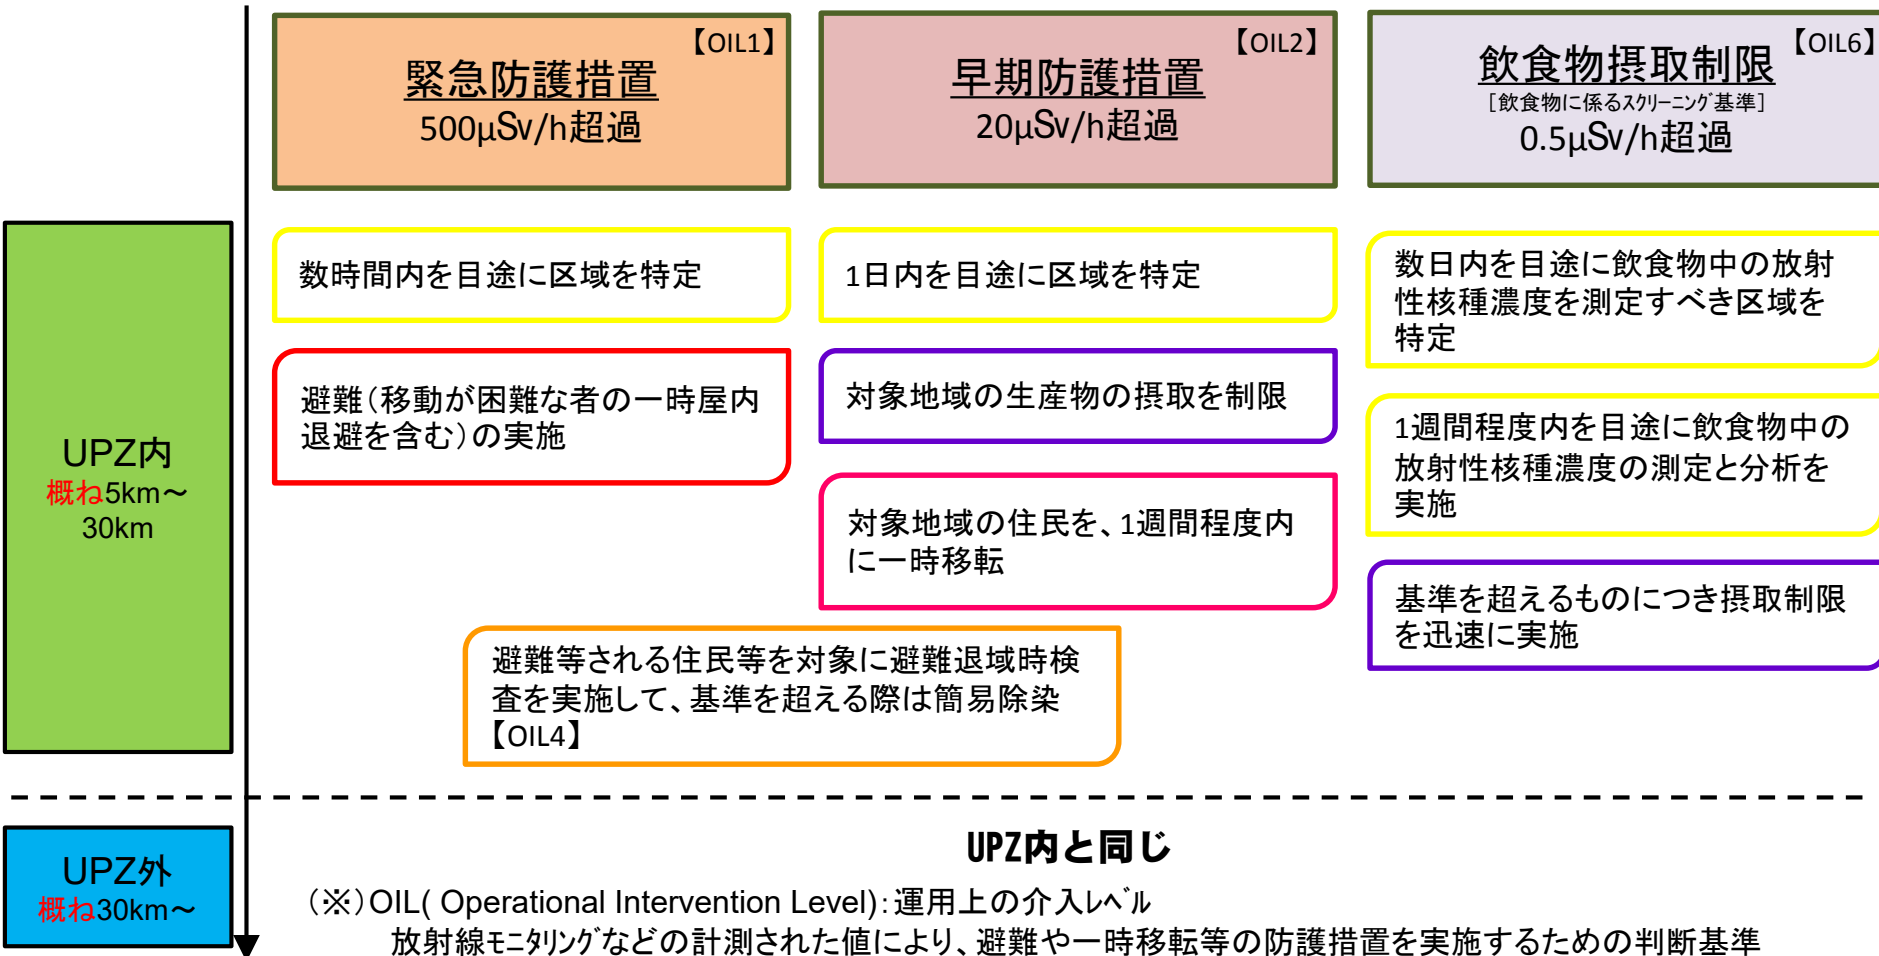 【OIL1】
緊急防護措置
500μSv/h超過
【OIL2】
早期防護措置
20μSv/h超過
【OIL6】
飲食物摂取制限
[飲食物に係るｽｸﾘｰﾆﾝｸﾞ基準]
0.5μSv/h超過
UPZ内
概ね5km～
30km
数時間内を目途に区域を特定
避難（移動が困難な者の一時屋内
退避を含む）の実施
1日内を目途に区域を特定
対象地域の生産物の摂取を制限
対象地域の住民を、1週間程度内
に一時移転
避難等される住民等を対象に避難退域時検
査を実施して、基準を超える際は簡易除染
【OIL4】
数日内を目途に飲食物中の放射
性核種濃度を測定すべき区域を
特定
1週間程度内を目途に飲食物中の
放射性核種濃度の測定と分析を
実施
基準を超えるものにつき摂取制限
を迅速に実施
UPZ外
概ね30km～
UPZ内と同じ
（※）OIL( Operational Intervention Level)：運用上の介入ﾚﾍﾞﾙ
放射線ﾓﾆﾀﾘﾝｸﾞなどの計測された値により、避難や一時移転等の防護措置を実施するための判断基準